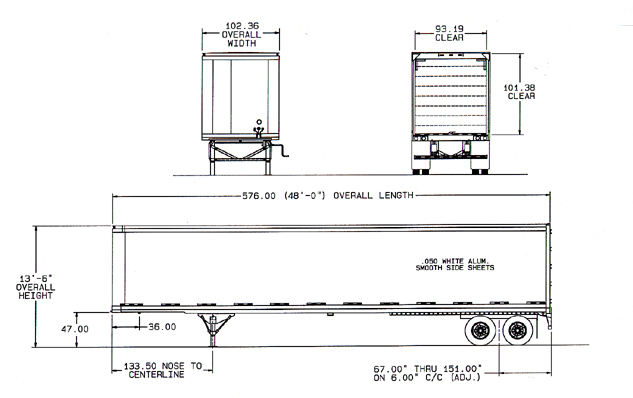 102.36
OVERALL
WIDTH
93.19
CLEAR
101.38
CLEAR
576.00 (48'-0") OVERALL LENGTH
.050 WHITE ALUM.
SMOOTH SIDE SHEETS
13'-6"
OVERALL
HEIGHT
47.00
36.00
133.50 NOSE TO
CENTERLINE
67.00" THRU 151.00"
ON 6.00" C/C (ADJ.)